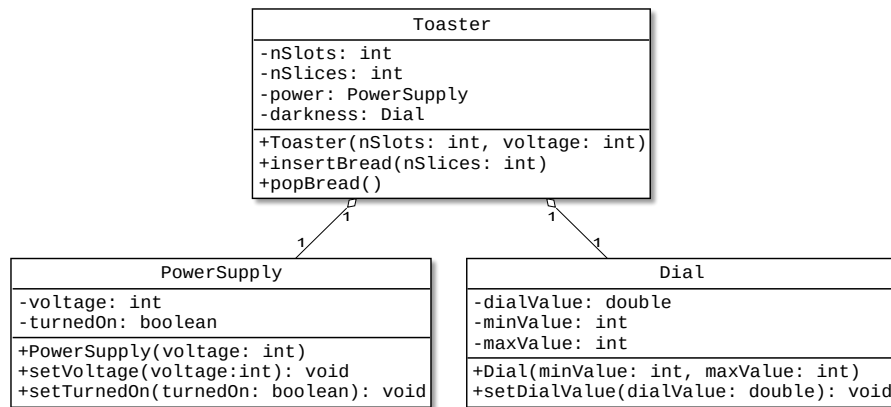 Toaster
-nSlots: int
-nSlices: int
-power: PowerSupply
-darkness: Dial
+Toaster(nSlots: int, voltage: int)
+insertBread(nSlices: int)
+popBread()
1
1
1
1
PowerSupply
-voltage: int
-turnedOn: boolean
+PowerSupply(voltage: int)
+setVoltage(voltage:int): void
+setTurnedOn(turnedOn: boolean): void
Dial
-dialValue: double
-minValue: int
-maxValue: int
+Dial(minValue: int, maxValue: int)
+setDialValue(dialValue: double): void